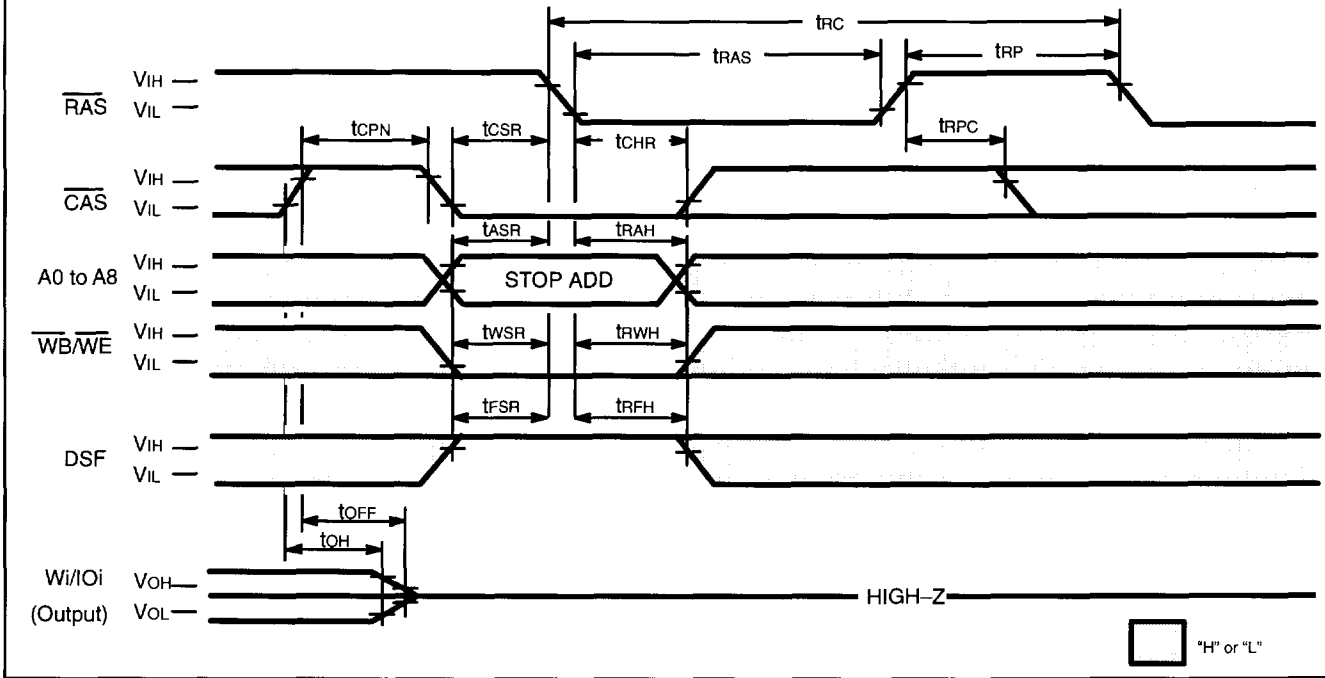 tRC
tRAS tRP
VIH
RAS VIL
tCPN tCSR tCHR tRPC
VIH
CAS VIL
tASR tRAH
VIH
A0 to A8 STOP ADD
VIL
VIH
WB/WE tWSR tRWH
VIL
tFSR tRFH
VIH
DSF
VIL
tOFF
tOH
Wi/IOi VOH
HIGH–Z
(Output) VOL
"H" or "L"